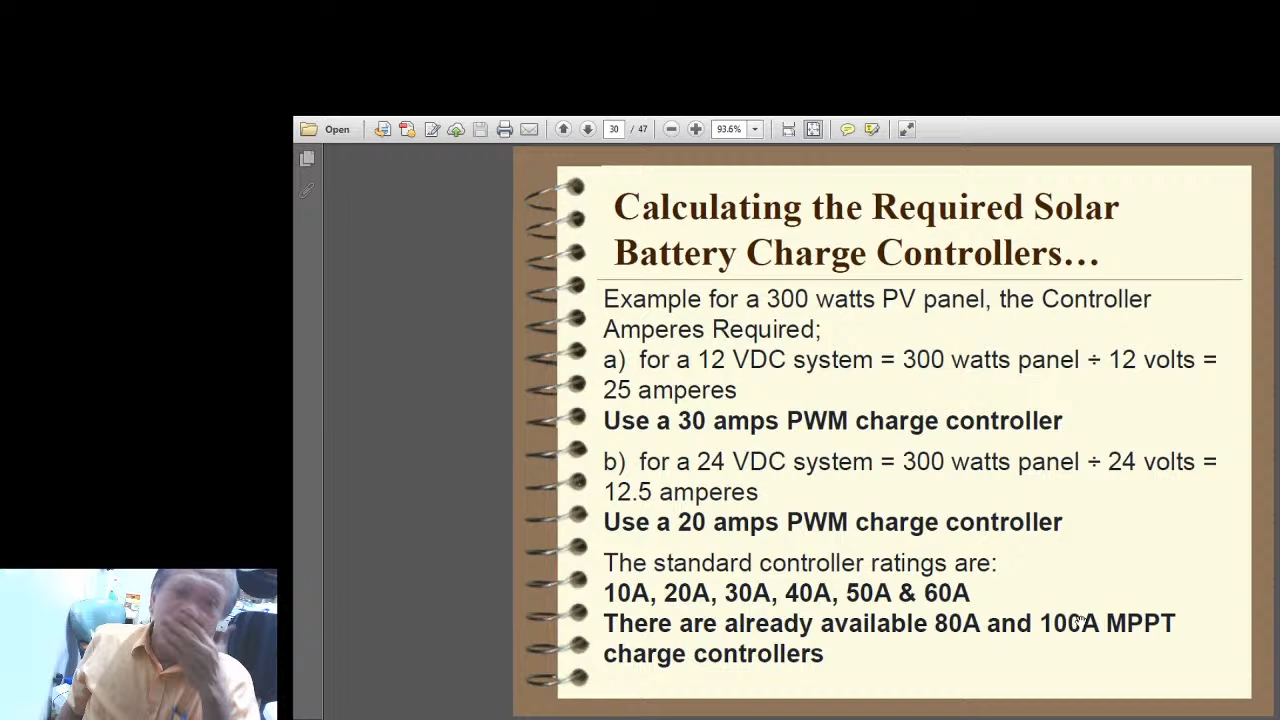 Open
30 / 47
93.6%
Calculating the Required Solar
Battery Charge Controllers…
Example for a 300 watts PV panel, the Controller
Amperes Required;
a)  for a 12 VDC system = 300 watts panel ÷ 12 volts =
25 amperes
Use a 30 amps PWM charge controller
b)  for a 24 VDC system = 300 watts panel ÷ 24 volts =
12.5 amperes
Use a 20 amps PWM charge controller
The standard controller ratings are:
10A, 20A, 30A, 40A, 50A & 60A
There are already available 80A and 100A MPPT
charge controllers